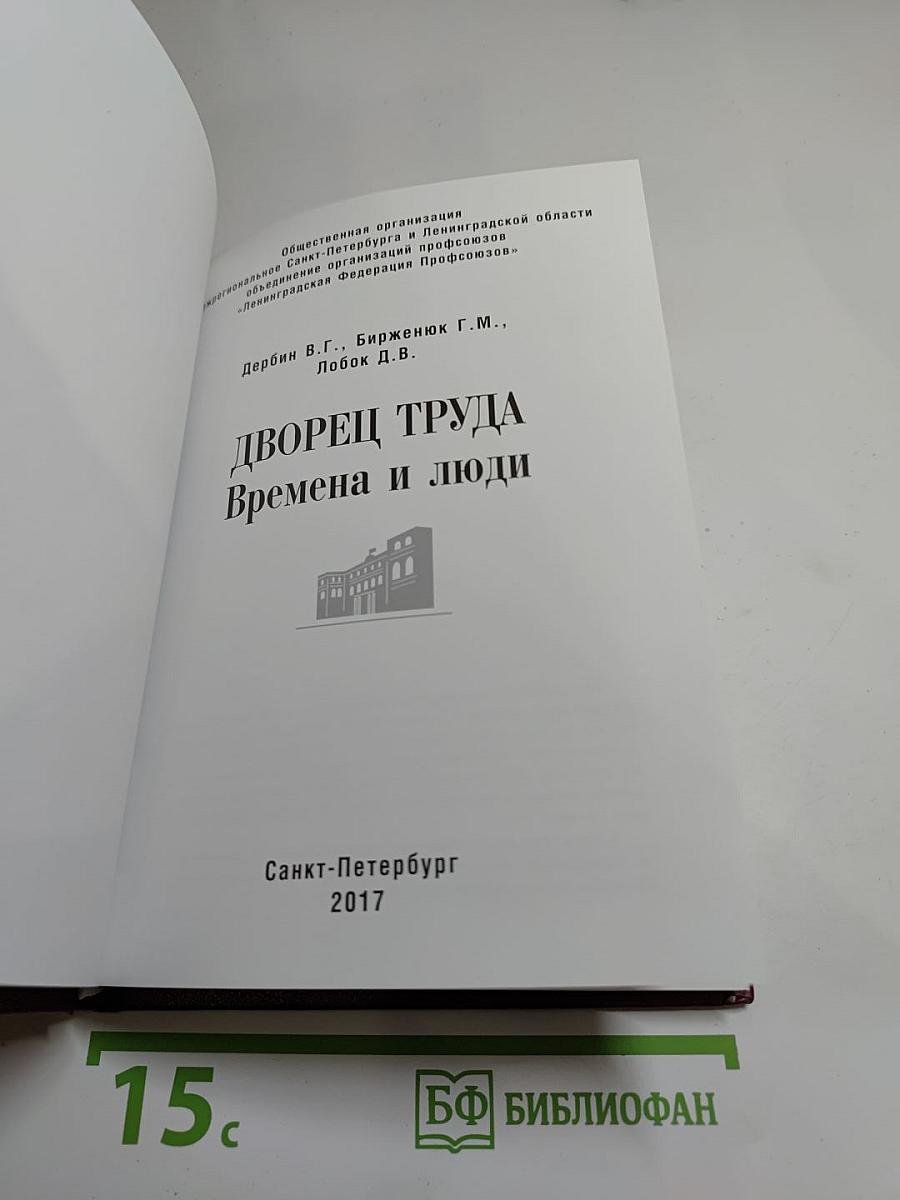 Общественная организация
Межрегиональное Санкт-Петербурга и Ленинградской области
объединение организаций профсоюзов
«Ленинградская Федерация Профсоюзов»
Дербин В.Г., Бирженюк Г.М.,
Лобок Д.В.
ДВОРЕЦ ТРУДА
Времена и люди
Санкт-Петербург
2017
15 с
БФ БИБЛИОФАН